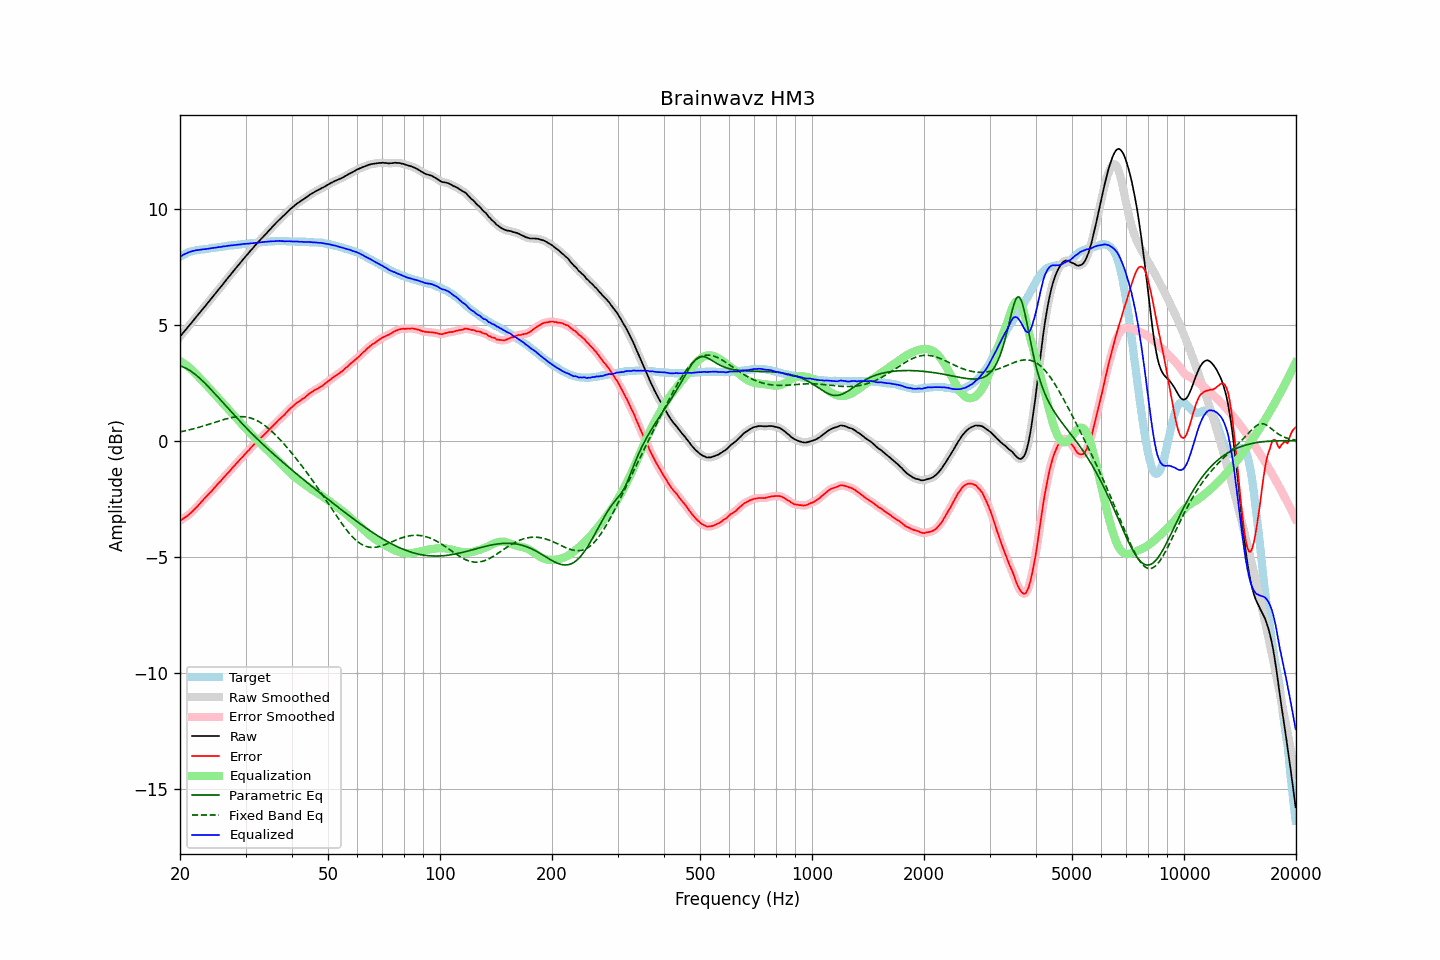 Brainwavz HM3
Amplitude (dBr)
10
5
0
−5
−10
−15
Target
Raw Smoothed
Error Smoothed
Raw
Error
Equalization
Parametric Eq
Fixed Band Eq
Equalized
20 50 100 200 500 1000 2000 5000 10000 20000
Frequency (Hz)